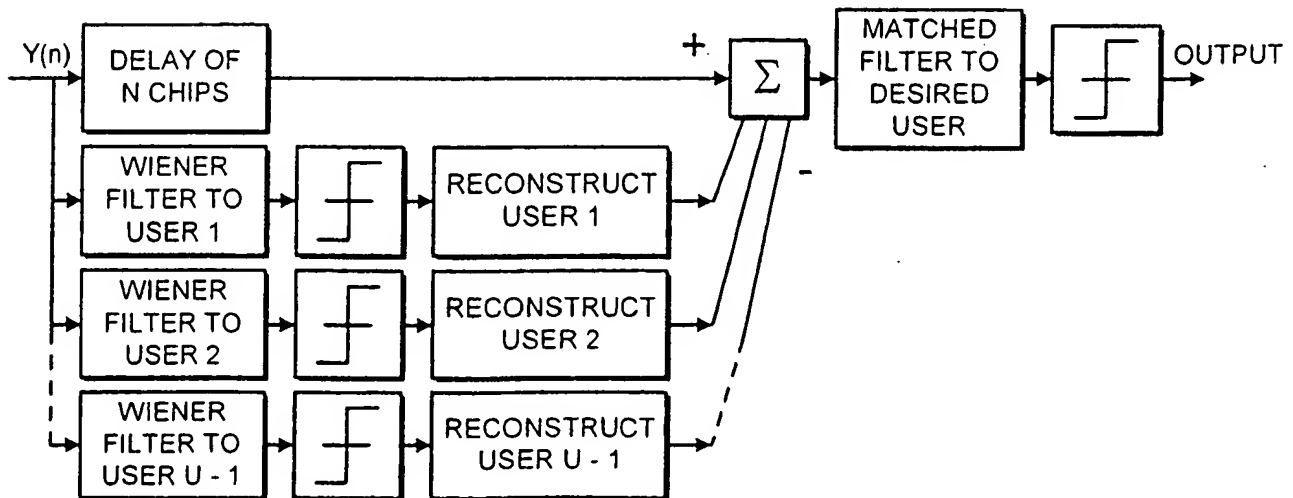 Y(n)
DELAY OF
N CHIPS
+
Σ
MATCHED
FILTER TO
DESIRED
USER
OUTPUT
-
WIENER
FILTER TO
USER 1
RECONSTRUCT
USER 1
WIENER
FILTER TO
USER 2
RECONSTRUCT
USER 2
WIENER
FILTER TO
USER U - 1
RECONSTRUCT
USER U - 1